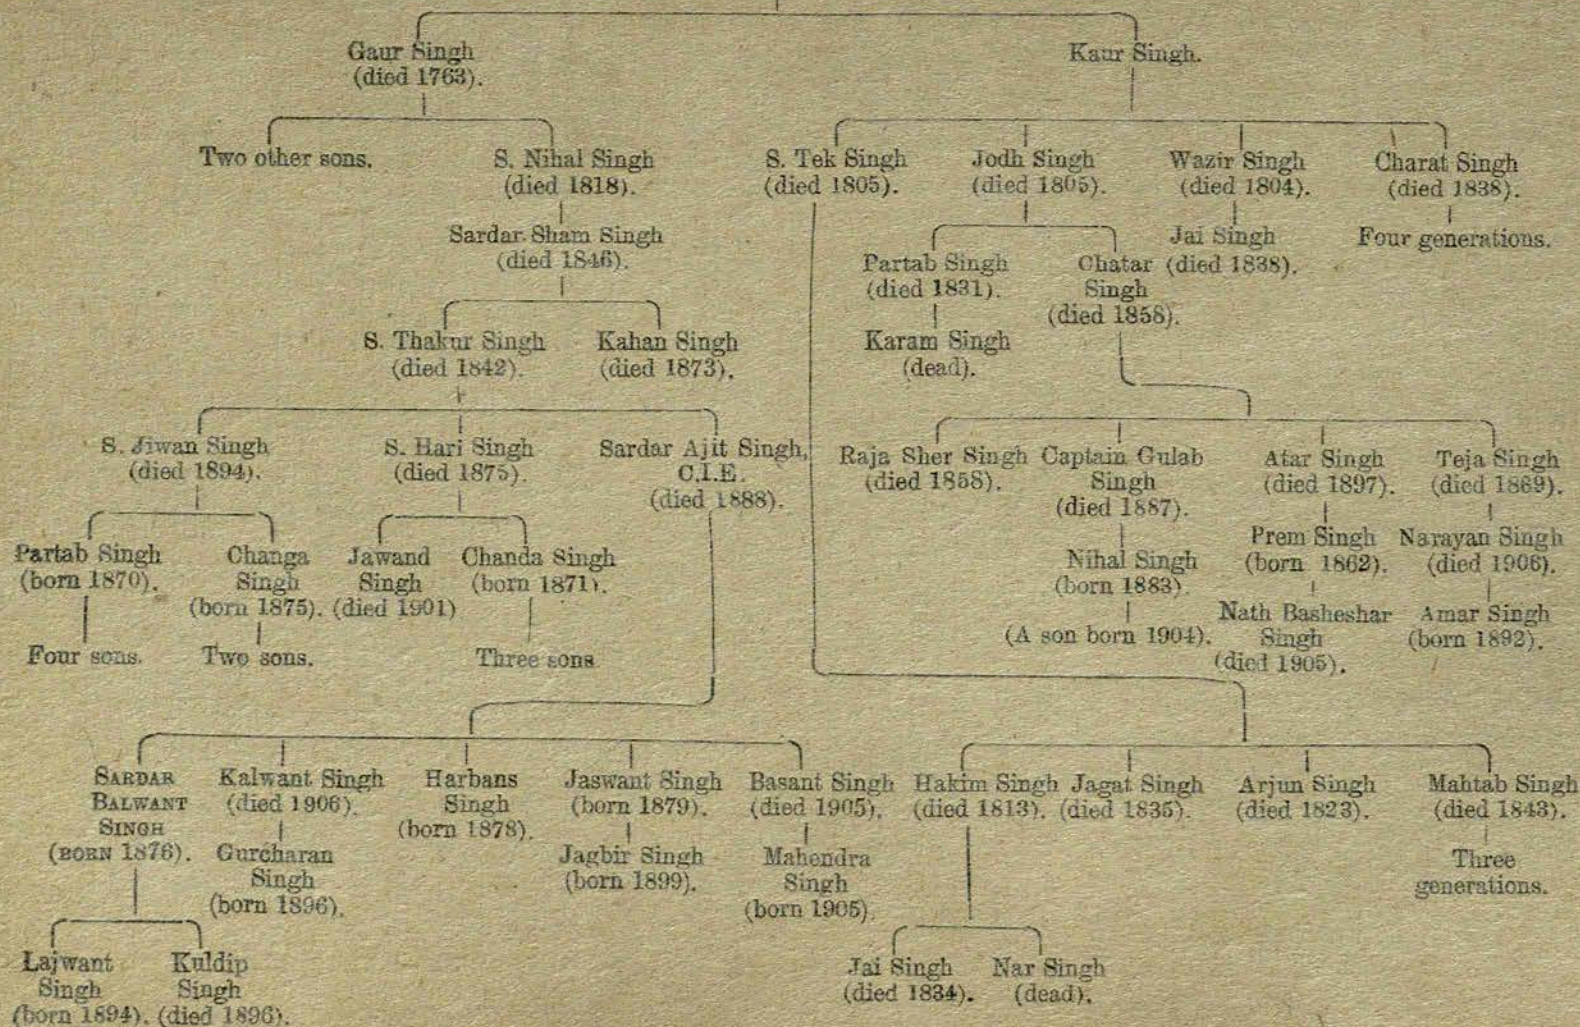 Gaur Singh
(died 1763).
Kaur Singh.
Two other sons.
S. Nihal Singh
(died 1818).
S. Tek Singh
(died 1805).
Jodh Singh
(died 1805).
Wazir Singh
(died 1804).
Charat Singh
(died 1838).
Sardar Sham Singh
(died 1846).
Partab Singh
(died 1831).
Chatar
Singh
(died 1858).
Jai Singh
(died 1838).
Four generations.
S. Thakur Singh
(died 1842).
Kahan Singh
(died 1873).
Karam Singh
(dead).
S. Jiwan Singh
(died 1894).
S. Hari Singh
(died 1875).
Sardar Ajit Singh,
C.I.E.
(died 1888).
Raja Sher Singh
(died 1858).
Captain Gulab
Singh
(died 1887).
Atar Singh
(died 1897).
Teja Singh
(died 1869).
Partab Singh
(born 1870).
Changa
Singh
(born 1875).
Jawand
Singh
(died 1901)
Chanda Singh
(born 1871).
Nihal Singh
(born 1883).
Prem Singh
(born 1862).
Narayan Singh
(died 1906).
Four sons.
Two sons.
Three sons
(A son born 1904).
Nath Basheshar
Singh
(died 1905).
Amar Singh
(born 1892).
SARDAR
BALWANT
SINGH
(BORN 1876).
Kalwant Singh
(died 1906).
Harbans
Singh
(born 1878).
Jaswant Singh
(born 1879).
Basant Singh
(died 1905).
Hakim Singh
(died 1813).
Jagat Singh
(died 1835).
Arjun Singh
(died 1823).
Mahtab Singh
(died 1843).
Gurcharan
Singh
(born 1896).
Jagbir Singh
(born 1899).
Mahendra
Singh
(born 1905).
Three
generations.
Lajwant
Singh
(born 1894).
Kuldip
Singh
(died 1896).
Jai Singh
(died 1834).
Nar Singh
(dead).